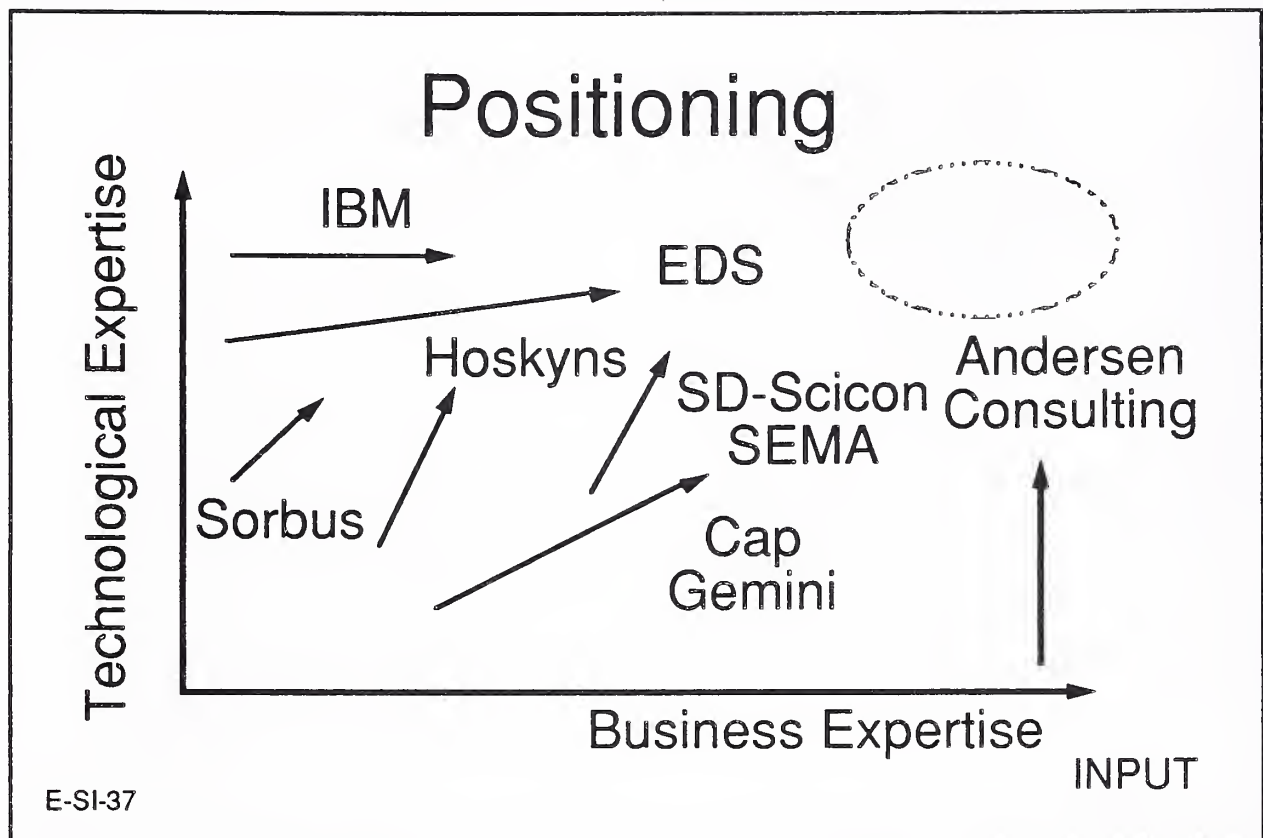 Positioning
Technological Expertise
IBM
EDS
Hoskyns
Andersen
Consulting
SD-Scicon
SEMA
Sorbus
Cap
Gemini
Business Expertise
INPUT
E-SI-37